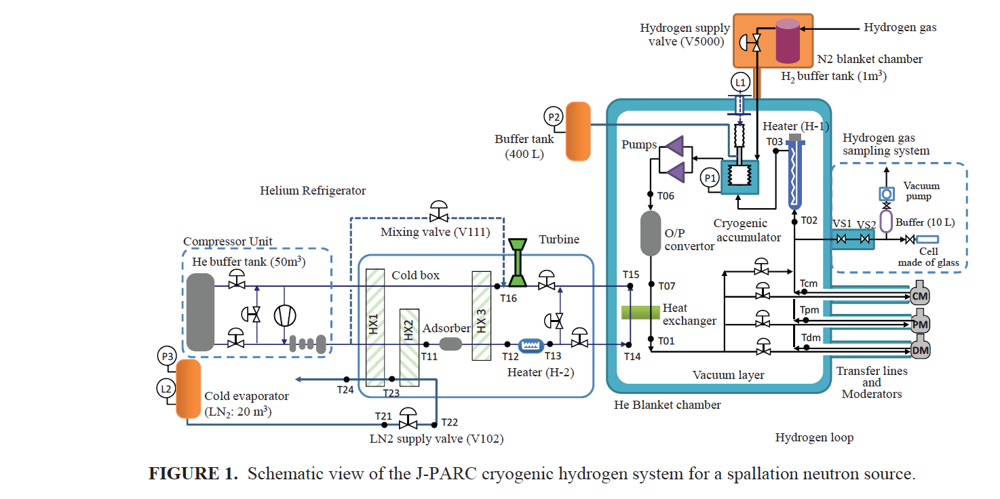 Hydrogen supply
valve (V5000)
Hydrogen gas
N2 blanket chamber
H2 buffer tank (1m³)
L1
P2
Buffer tank
(400 L)
Heater (H-1)
T03
Pumps
P1
T06
Cryogenic
accumulator
T02
O/P
convertor
Hydrogen gas
sampling system
Vacuum
pump
VS1
VS2
Buffer (10 L)
Cell
made of glass
Helium Refrigerator
Mixing valve (V111)
Turbine
Compressor Unit
He buffer tank (50m³)
Cold box
HX1
HX2
HX 3
Adsorber
T16
T15
T07
Heat
exchanger
T01
T14
T11
T12
T13
Heater (H-2)
Tcm
CM
Tpm
PM
Tdm
DM
Vacuum layer
Transfer lines
and
Moderators
He Blanket chamber
P3
L2
Cold evaporator
(LN2: 20 m³)
T24
T23
T21
T22
LN2 supply valve (V102)
Hydrogen loop
FIGURE 1. Schematic view of the J-PARC cryogenic hydrogen system for a spallation neutron source.